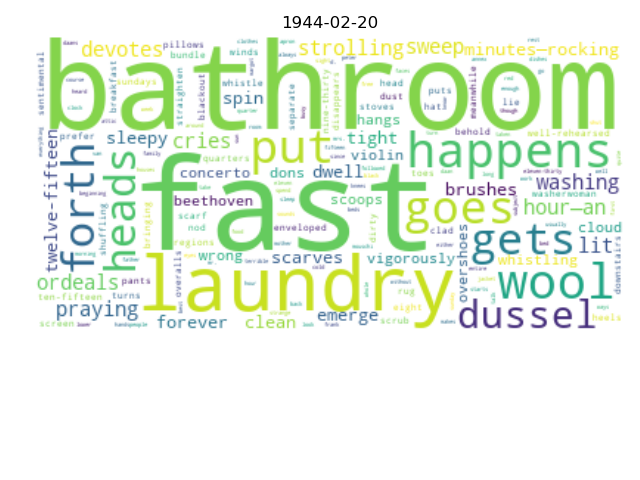 1944-02-20
bathroom
fast
laundry
put
happens
goes
gets
wool
dussel
forth
heads
devotes
pillows
bundle
winds
strolling
sweep
minutes—rocking
sentimental
breakfast
sundays
straighten
blackout
whistle
spin
separate
nine-thirty
disappears
head
dust
stoves
hangs
meanwhile
puts
hat
lie
behold
well-rehearsed
twelve-fifteen
prefer
sleepy
cries
quarters
tight
violin
concerto
dons
dwell
toes
washerwoman
washing
brushes
beethoven
scarf
nod
regions
bringing
shuffling
enveloped
scoops
dirty
clad
hour—an
cloud
lit
whistling
downstairs
overshoes
wrong
scarves
vigorously
rug
eight
scrub
ordeals
pants
overalls
ten-fifteen
turns
praying
screen
forever
clean
emerge
heels